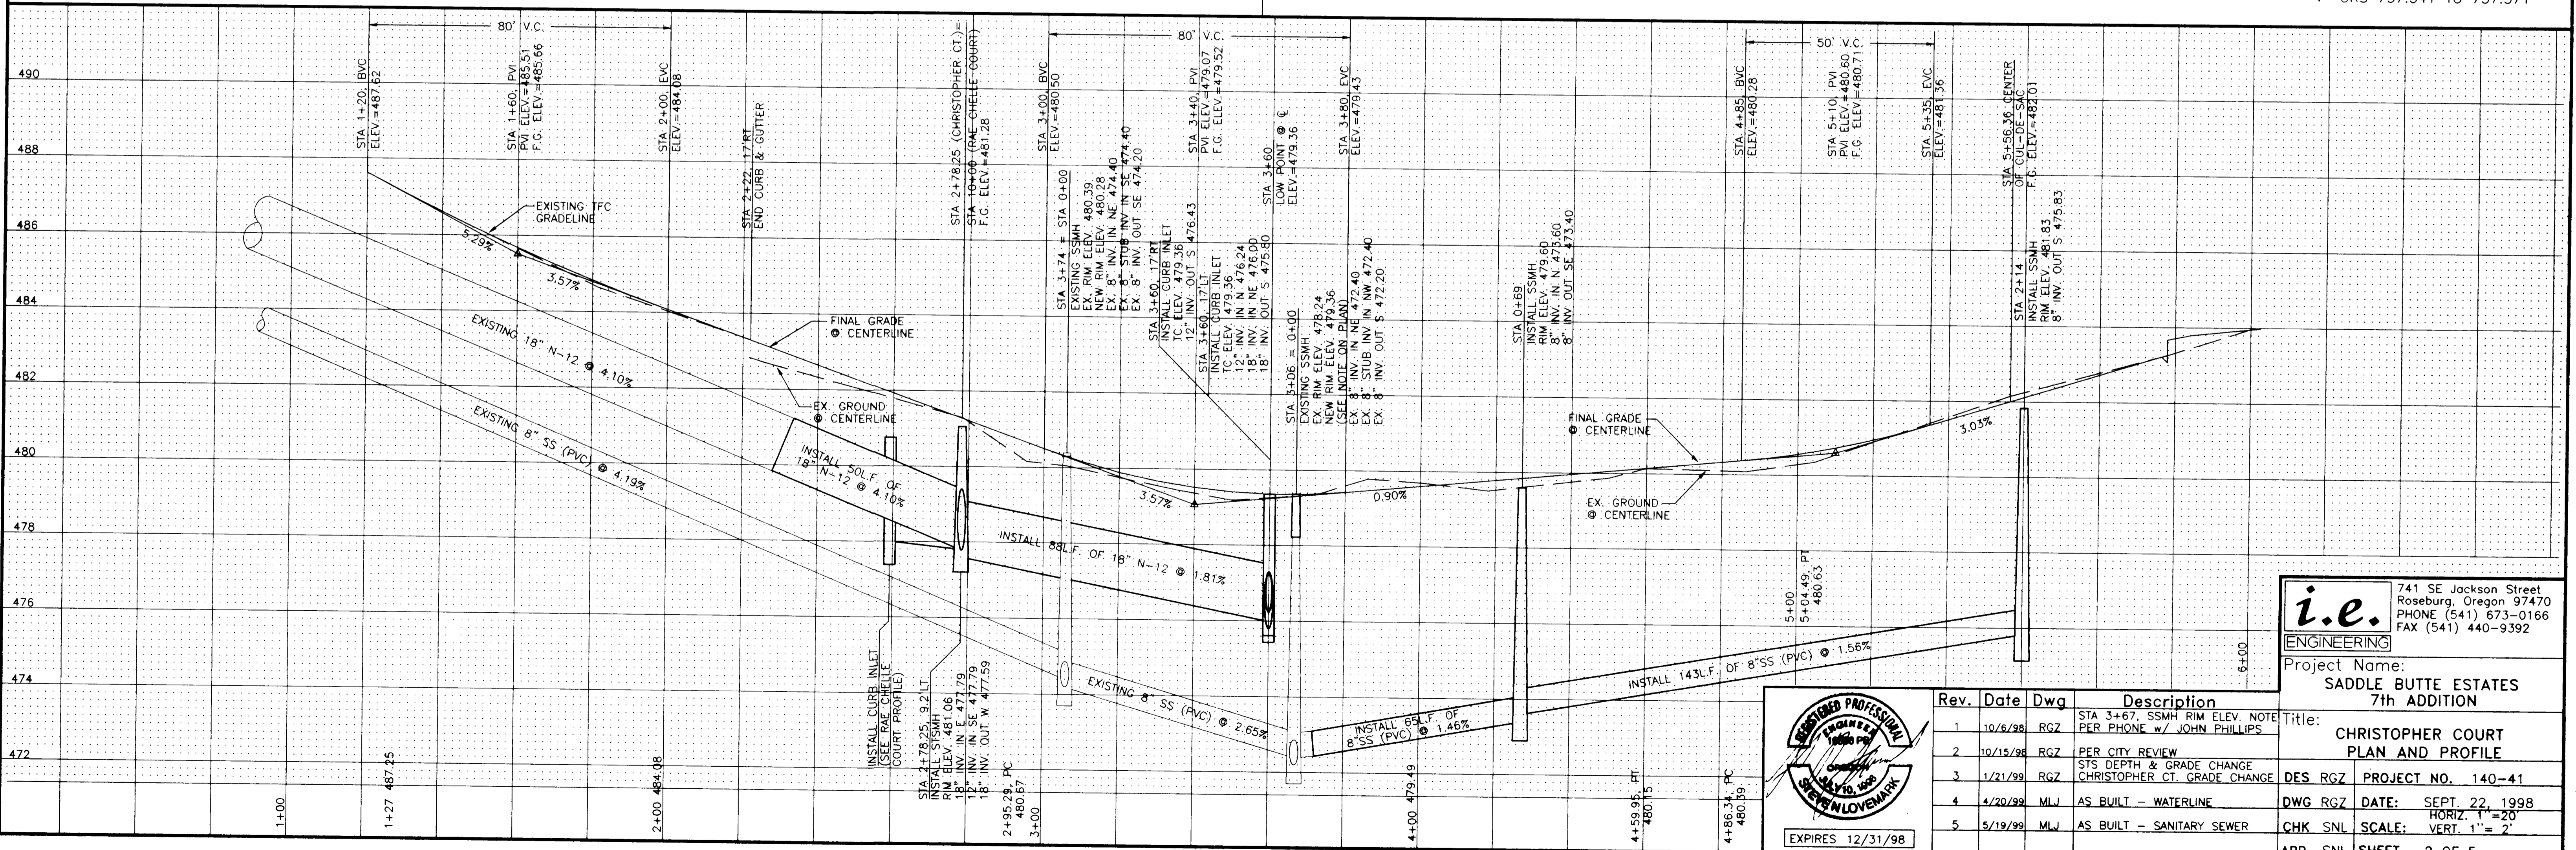 80' V.C.
STA 1+20, BVC
ELEV.=487.62
STA 1+60, PVI
PVI ELEV.=485.51
F.G. ELEV.=485.66
STA 2+00, EVC
ELEV.=484.08
STA 2+22, 17'RT
END CURB & GUTTER
STA 2+78.25 (CHRISTOPHER CT.)=
STA 10+00 (RAE CHELLE COURT)
F.G. ELEV.=481.28
80' V.C.
STA 3+00, BVC
ELEV.=480.50
STA 3+40, PVI
PVI ELEV.=479.07
F.G. ELEV.=479.52
STA 3+60
LOW POINT @ ℄
ELEV.=479.36
STA 3+80, EVC
ELEV.=479.43
50' V.C.
STA 4+85, BVC
ELEV.=480.28
STA 5+10, PVI
PVI ELEV.=480.60
F.G. ELEV.=480.71
STA 5+35, EVC
ELEV.=481.36
STA 5+56.36 CENTER
OF CUL-DE-SAC
F.G. ELEV.=482.01
490
488
486
484
482
480
478
476
474
472
EXISTING TFC
GRADELINE
5.29%
3.57%
FINAL GRADE
@ CENTERLINE
EXISTING 18" N-12 @ 4.10%
EX. GROUND
@ CENTERLINE
EXISTING 8" SS (PVC) @ 4.19%
INSTALL 50L.F. OF
18" N-12 @ 4.10%
STA 3+74 = STA 0+00
EXISTING SSMH
EX. RIM ELEV. 480.39
NEW RIM ELEV. 480.28
EX. 8" INV. IN NE 474.40
EX. 8" STUB INV IN SE 474.40
EX. 8" INV. OUT SE 474.20
STA 3+60, 17'RT
INSTALL CURB INLET
TC ELEV. 479.36
12" INV. OUT S 476.43
STA 3+60, 17'LT
INSTALL CURB INLET
TC ELEV. 479.36
12" INV. IN N 476.24
18" INV. IN NE 476.00
18" INV. OUT S 475.80
STA 3+06 = 0+00
EXISTING SSMH
EX. RIM ELEV. 478.24
NEW RIM ELEV. 479.36
(SEE NOTE ON PLAN)
EX. 8" INV. IN NE 472.40
EX. 8" STUB INV IN NW 472.40
EX. 8" INV. OUT S 472.20
STA 0+69
INSTALL SSMH
RIM ELEV. 479.60
8" INV. IN N 473.60
8" INV OUT SE 473.40
STA 2+14
INSTALL SSMH
RIM ELEV. 481.83
8" INV. OUT S 475.83
3.57%
0.90%
FINAL GRADE
@ CENTERLINE
EX. GROUND
@ CENTERLINE
3.03%
INSTALL 88L.F. OF 18" N-12 @ 1.81%
EXISTING 8" SS (PVC) @ 2.65%
INSTALL 65L.F. OF
8"SS (PVC) @ 1.46%
INSTALL 143L.F. OF 8"SS (PVC) @ 1.56%
INSTALL CURB INLET
(SEE RAE CHELLE
COURT PROFILE)
STA 2+78.25, 9.2'LT
INSTALL STSMH
RIM ELEV. 481.06
18" INV. IN E 477.79
12" INV. IN SE 477.79
18" INV. OUT W 477.59
1+00
1+27 487.25
2+00 484.08
2+95.29, PC
480.67
3+00
4+00 479.49
4+59.95, PT
480.15
4+86.34, PC
480.39
5+00
5+04.49, PT
480.63
6+00
i.e.
ENGINEERING
741 SE Jackson Street
Roseburg, Oregon 97470
PHONE (541) 673-0166
FAX (541) 440-9392
Project Name:
SADDLE BUTTE ESTATES
7th ADDITION
Title:
CHRISTOPHER COURT
PLAN AND PROFILE
DES RGZ PROJECT NO. 140-41
DWG RGZ DATE: SEPT. 22, 1998
CHK SNL SCALE: HORIZ. 1"=20'
VERT. 1"= 2'
Rev. Date Dwg Description
1 10/6/98 RGZ STA 3+67, SSMH RIM ELEV. NOTE
PER PHONE w/ JOHN PHILLIPS
2 10/15/98 RGZ PER CITY REVIEW
3 1/21/99 RGZ STS DEPTH & GRADE CHANGE
CHRISTOPHER CT. GRADE CHANGE
4 4/20/99 MLJ AS BUILT - WATERLINE
5 5/19/99 MLJ AS BUILT - SANITARY SEWER
REGISTERED PROFESSIONAL
ENGINEER
OREGON
JULY 10, 1996
STEVEN LOVEMARK
EXPIRES 12/31/98